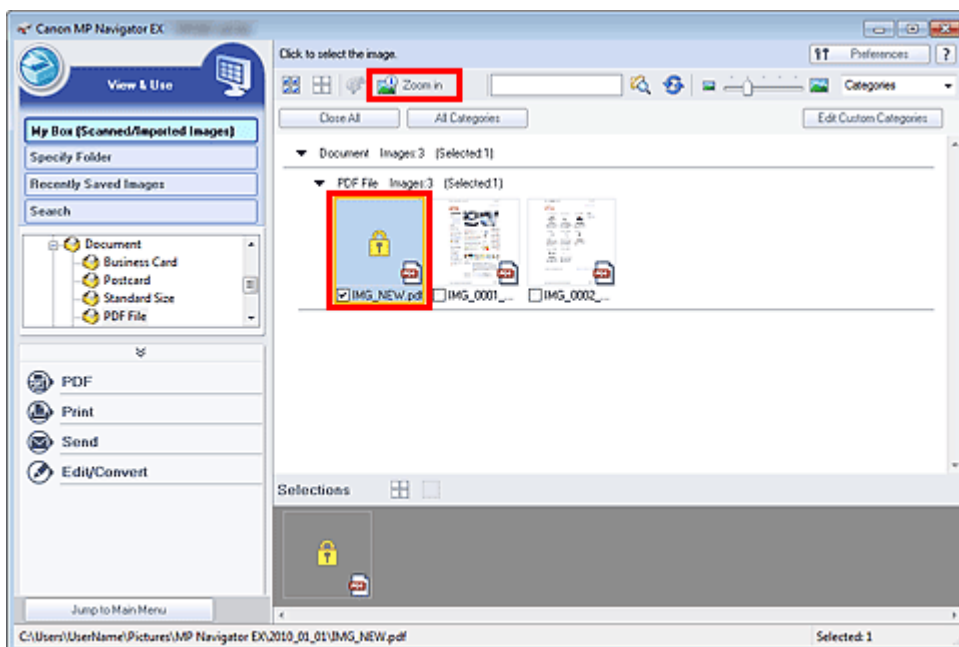 Canon MP Navigator EX
View & Use
My Box (Scanned/Imported Images)
Specify Folder
Recently Saved Images
Search
Document
Business Card
Postcard
Standard Size
PDF File
PDF
Print
Send
Edit/Convert
Jump to Main Menu
Click to select the image.
Preferences
?
Zoom in
Categories
Close All
All Categories
Edit Custom Categories
Document Images:3 (Selected:1)
PDF File Images:3 (Selected:1)
IMG_NEW.pdf
IMG_0001_...
IMG_0002_...
Selections
C:\Users\UserName\Pictures\MP Navigator EX\2010_01_01\IMG_NEW.pdf
Selected: 1